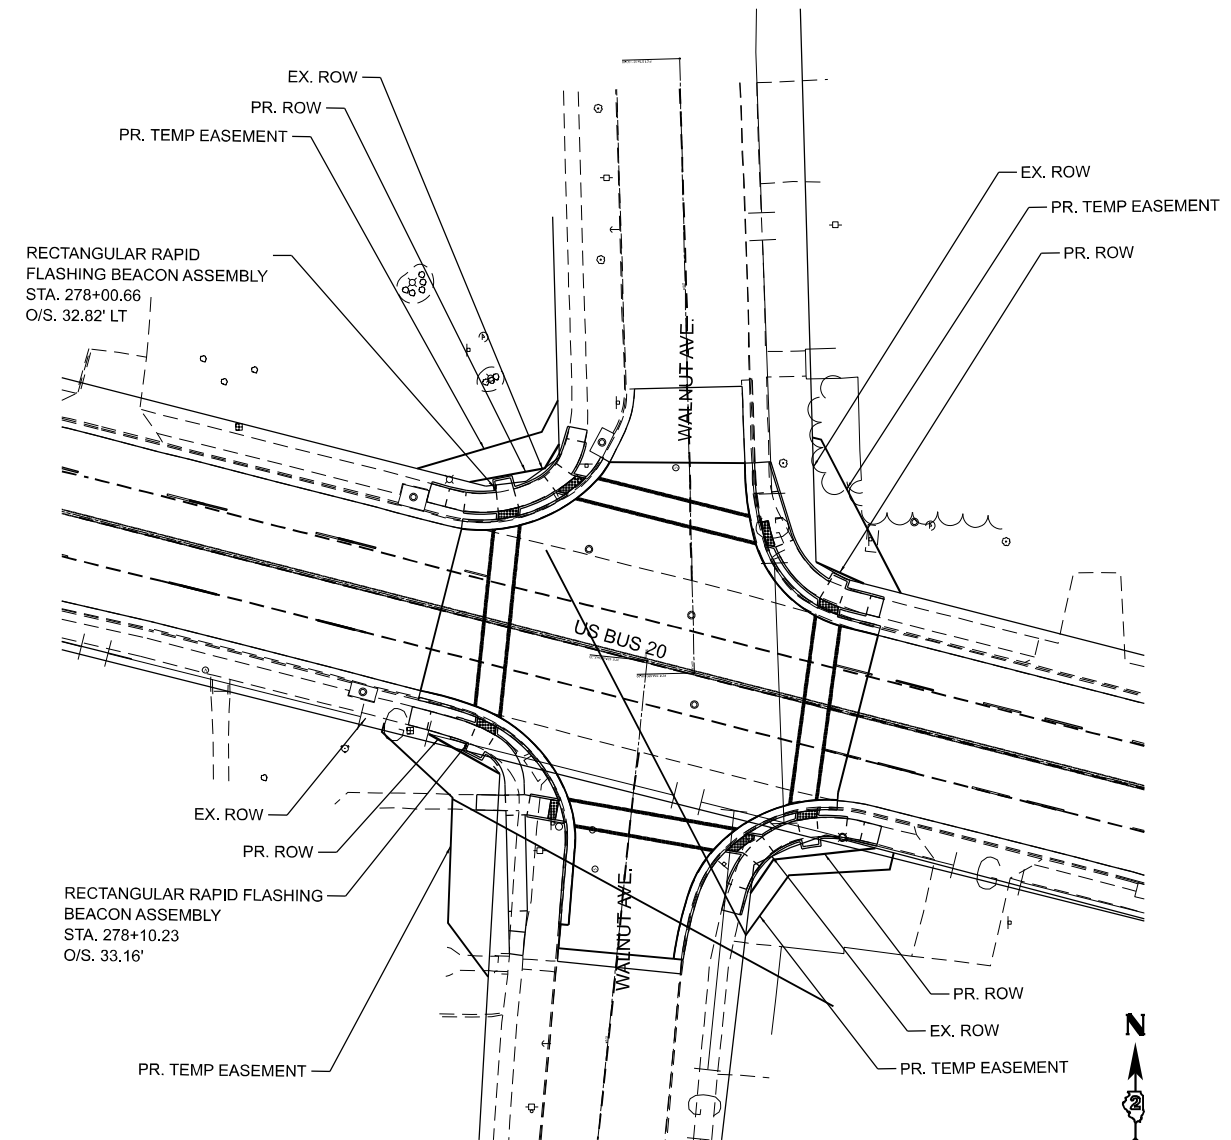 EX. ROW
PR. ROW
PR. TEMP EASEMENT
EX. ROW
PR. TEMP EASEMENT
PR. ROW
RECTANGULAR RAPID
FLASHING BEACON ASSEMBLY
STA. 278+00.66
O/S. 32.82' LT
WALNUT AVE.
US BUS 20
EX. ROW
PR. ROW
RECTANGULAR RAPID FLASHING
BEACON ASSEMBLY
STA. 278+10.23
O/S. 33.16'
WALNUT AVE.
PR. ROW
EX. ROW
PR. TEMP EASEMENT
PR. TEMP EASEMENT
N
2